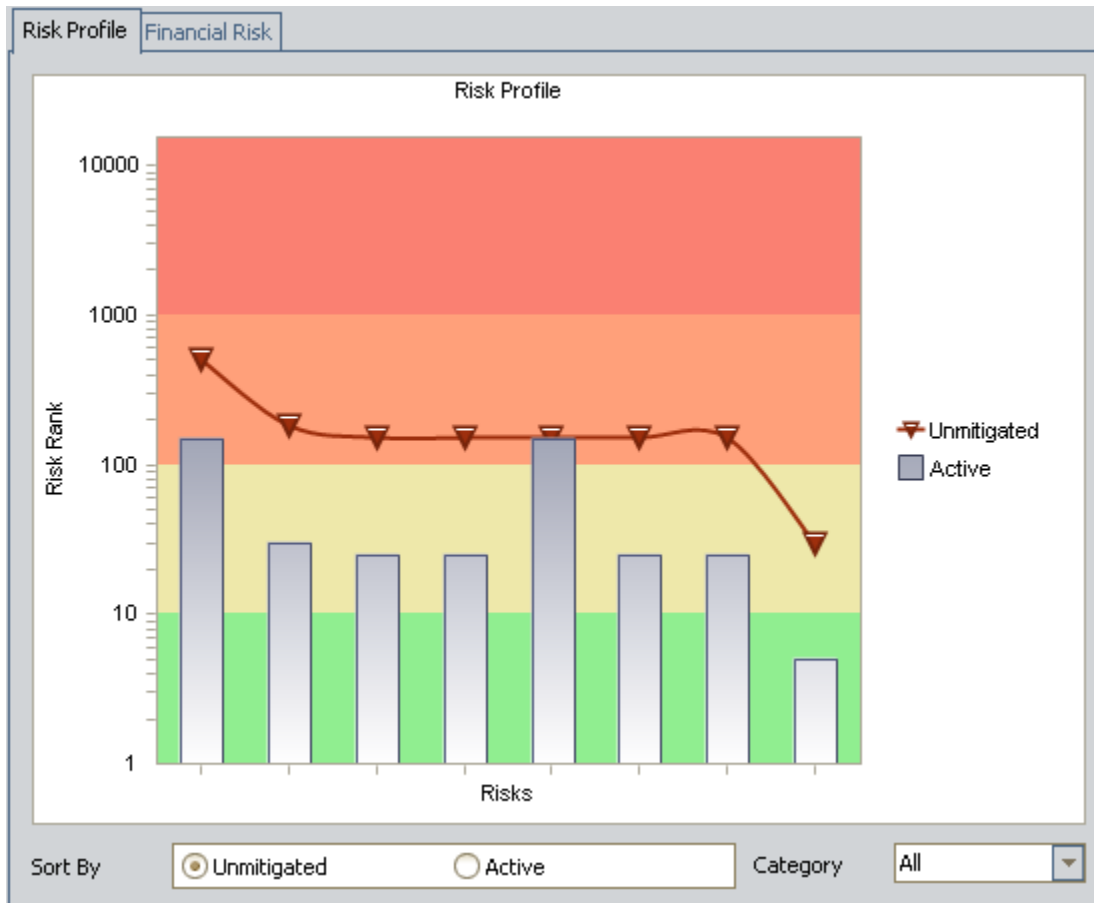 Risk Profile Financial Risk
Risk Profile
10000
1000
100
10
1
Risk Rank
Risks
Unmitigated
Active
Sort By Unmitigated Active Category All